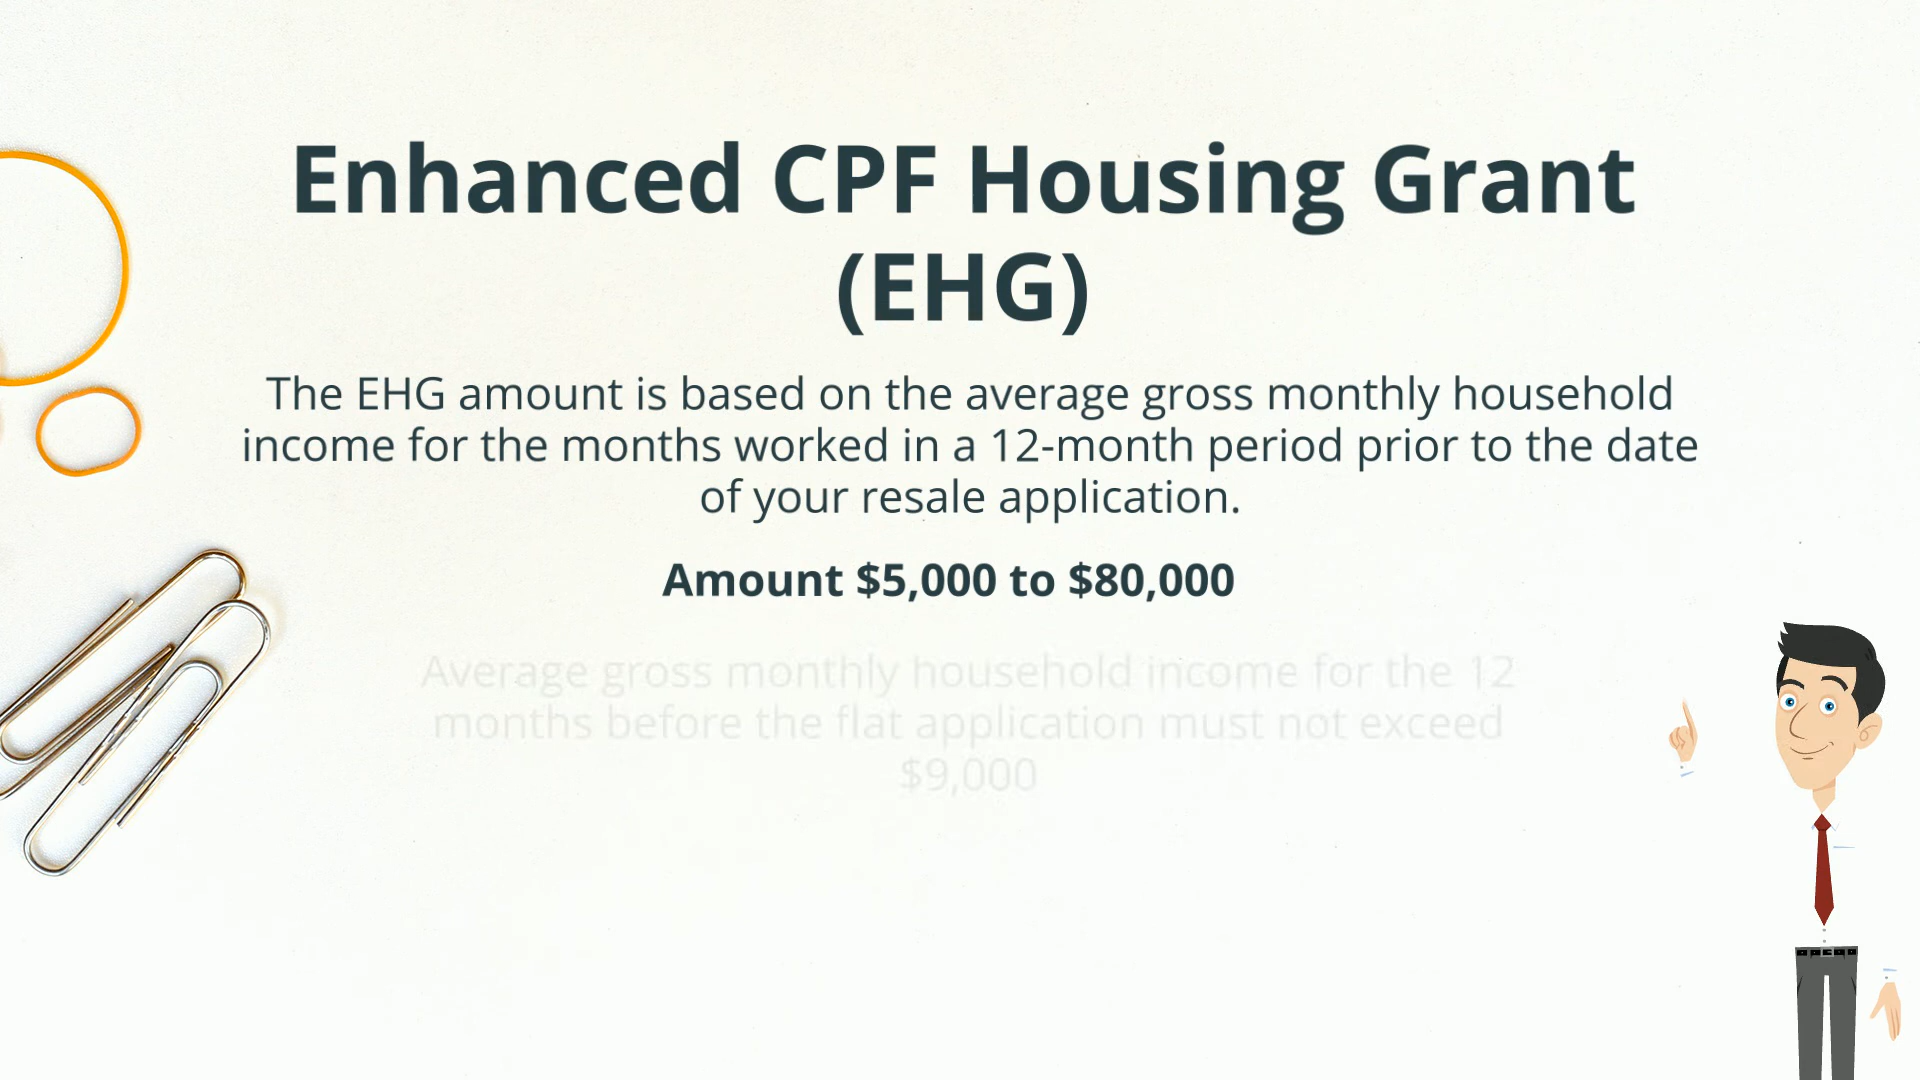 Enhanced CPF Housing Grant
(EHG)
The EHG amount is based on the average gross monthly household
income for the months worked in a 12-month period prior to the date
of your resale application.
Amount $5,000 to $80,000
Average gross monthly household income for the 12
months before the flat application must not exceed
$9,000